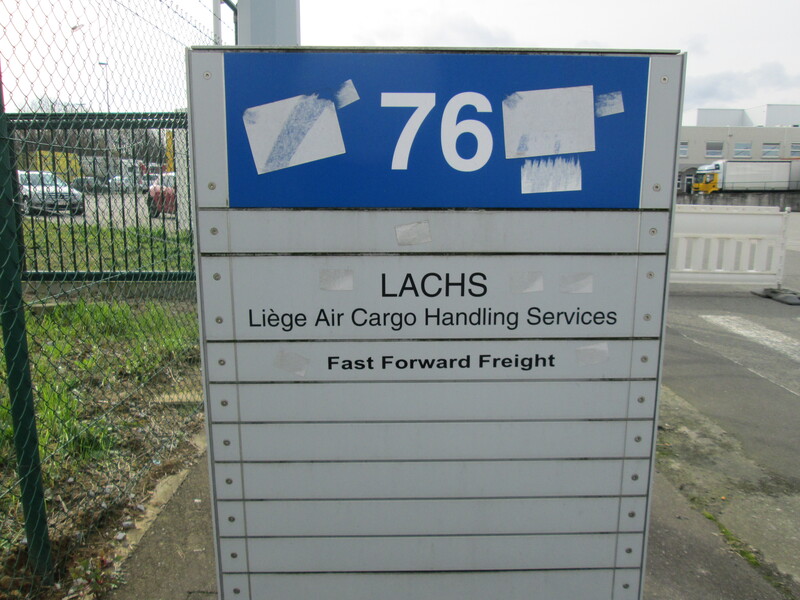 76
LACHS
Liège Air Cargo Handling Services
Fast Forward Freight